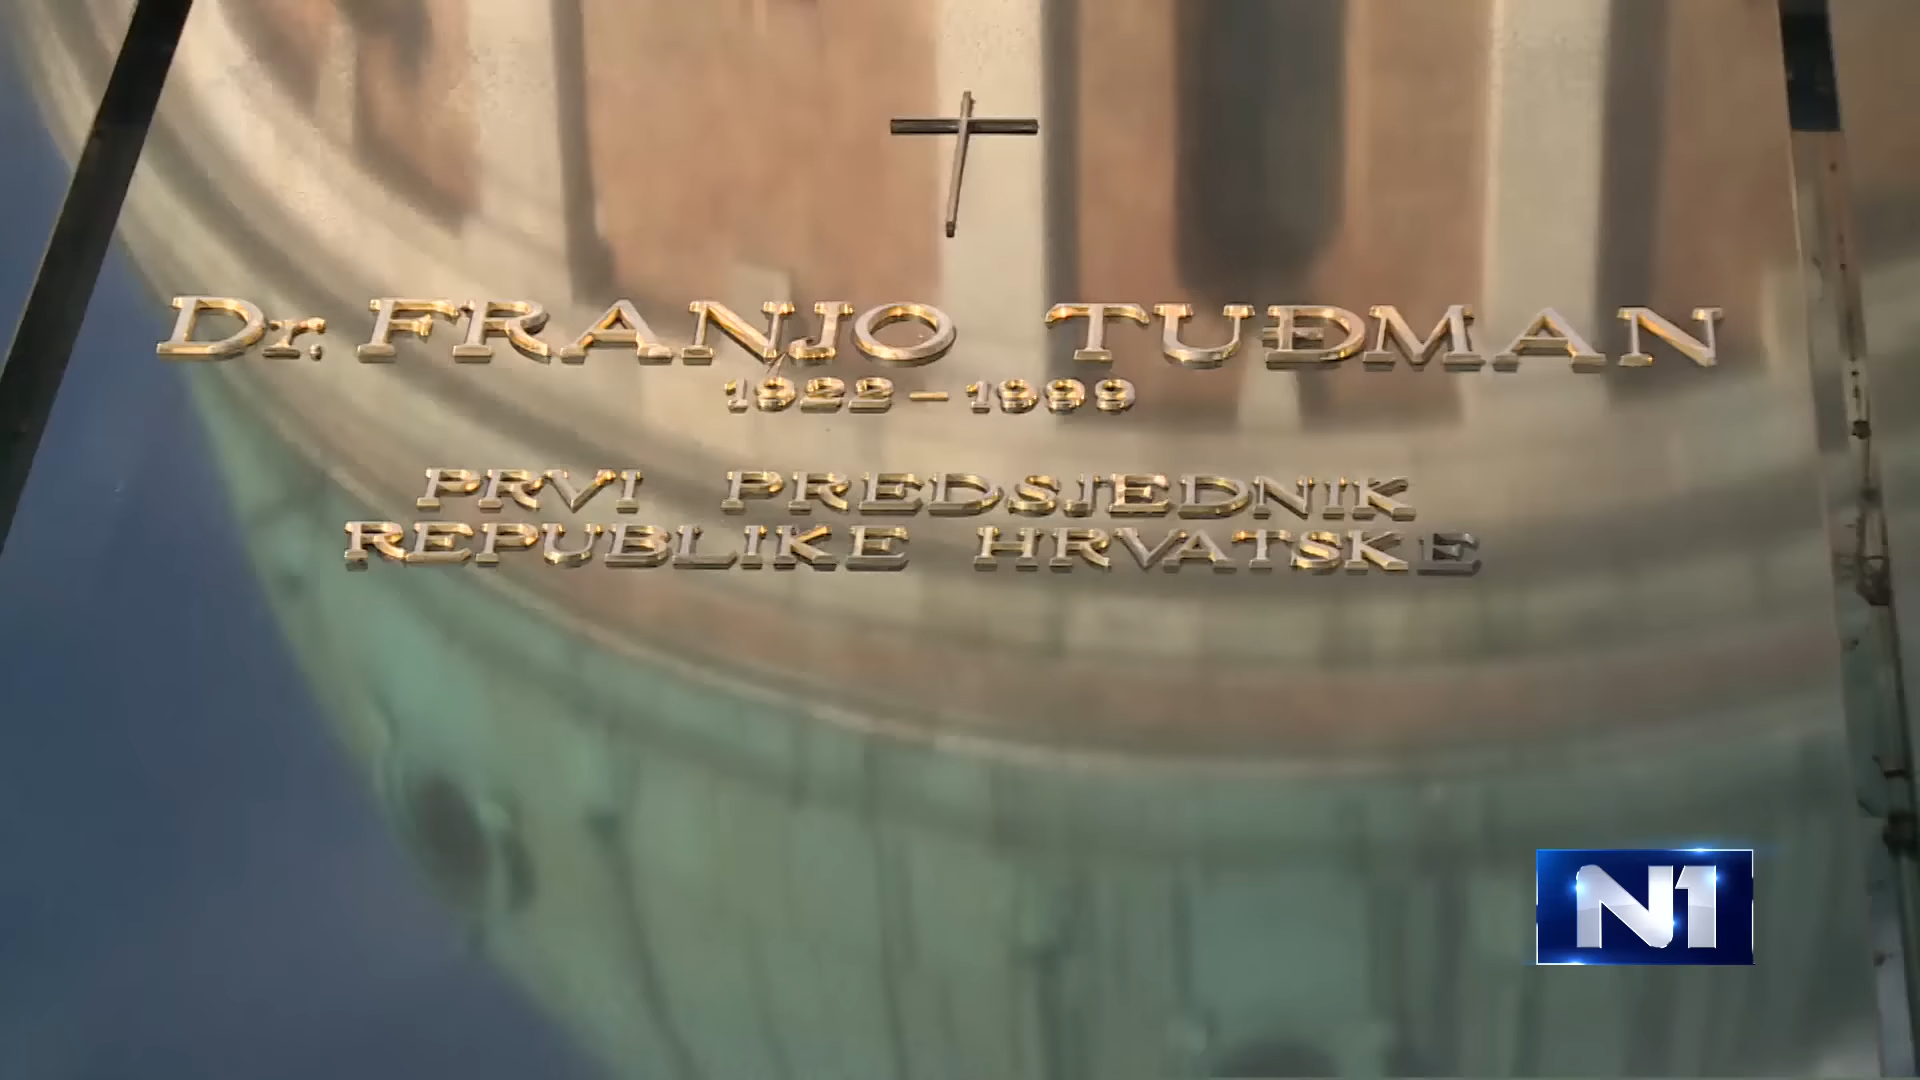 Dr. FRANJO TUĐMAN
1922 – 1999
PRVI PREDSJEDNIK
REPUBLIKE HRVATSKE
N1